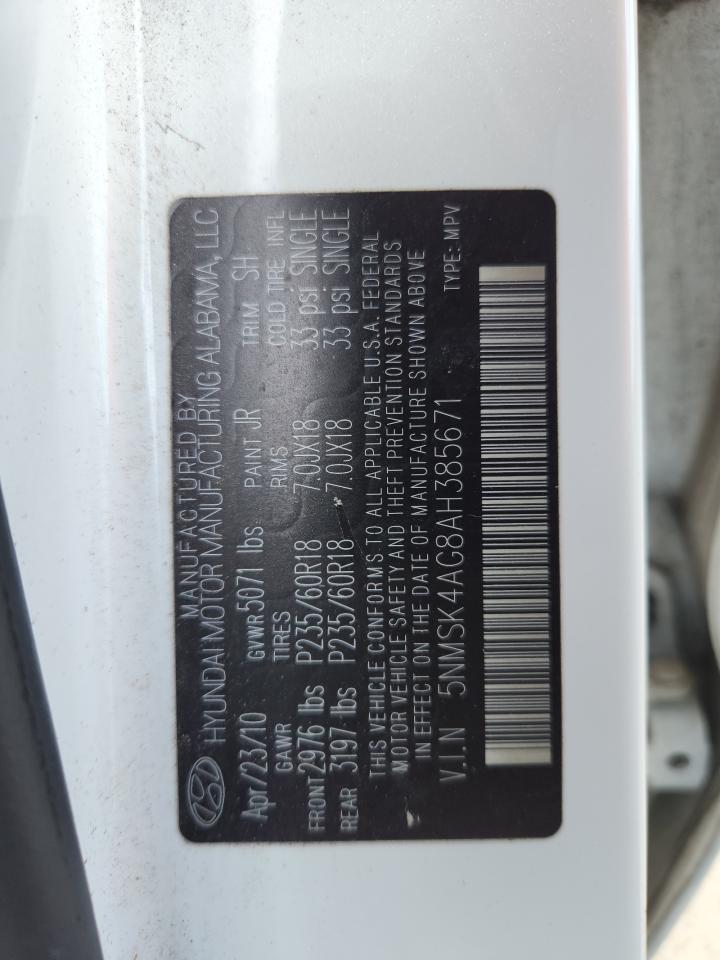 MANUFACTURED BY
HYUNDAI MOTOR MANUFACTURING ALABAMA, LLC
Apr/23/10 GVWR 5071 lbs PAINT JR TRIM SH
GAWR TIRES RIMS COLD TIRE INFL
FRONT 2976 lbs P235/60R18 7.0JX18 33 psi SINGLE
REAR 3197 lbs P235/60R18 7.0JX18 33 psi SINGLE
THIS VEHICLE CONFORMS TO ALL APPLICABLE U.S.A. FEDERAL
MOTOR VEHICLE SAFETY AND THEFT PREVENTION STANDARDS
IN EFFECT ON THE DATE OF MANUFACTURE SHOWN ABOVE
V.I.N 5NMSK4AG8AH385671 TYPE: MPV